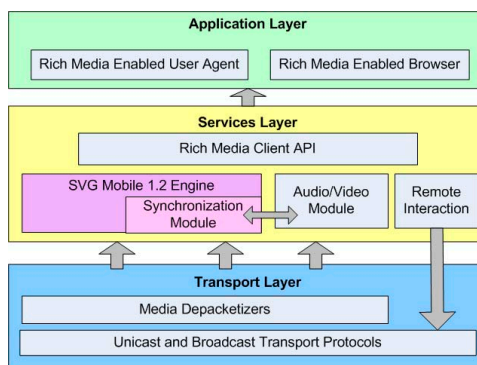 Application Layer
Rich Media Enabled User Agent
Rich Media Enabled Browser
Services Layer
Rich Media Client API
SVG Mobile 1.2 Engine
Synchronization
Module
Audio/Video
Module
Remote
Interaction
Transport Layer
Media Depacketizers
Unicast and Broadcast Transport Protocols